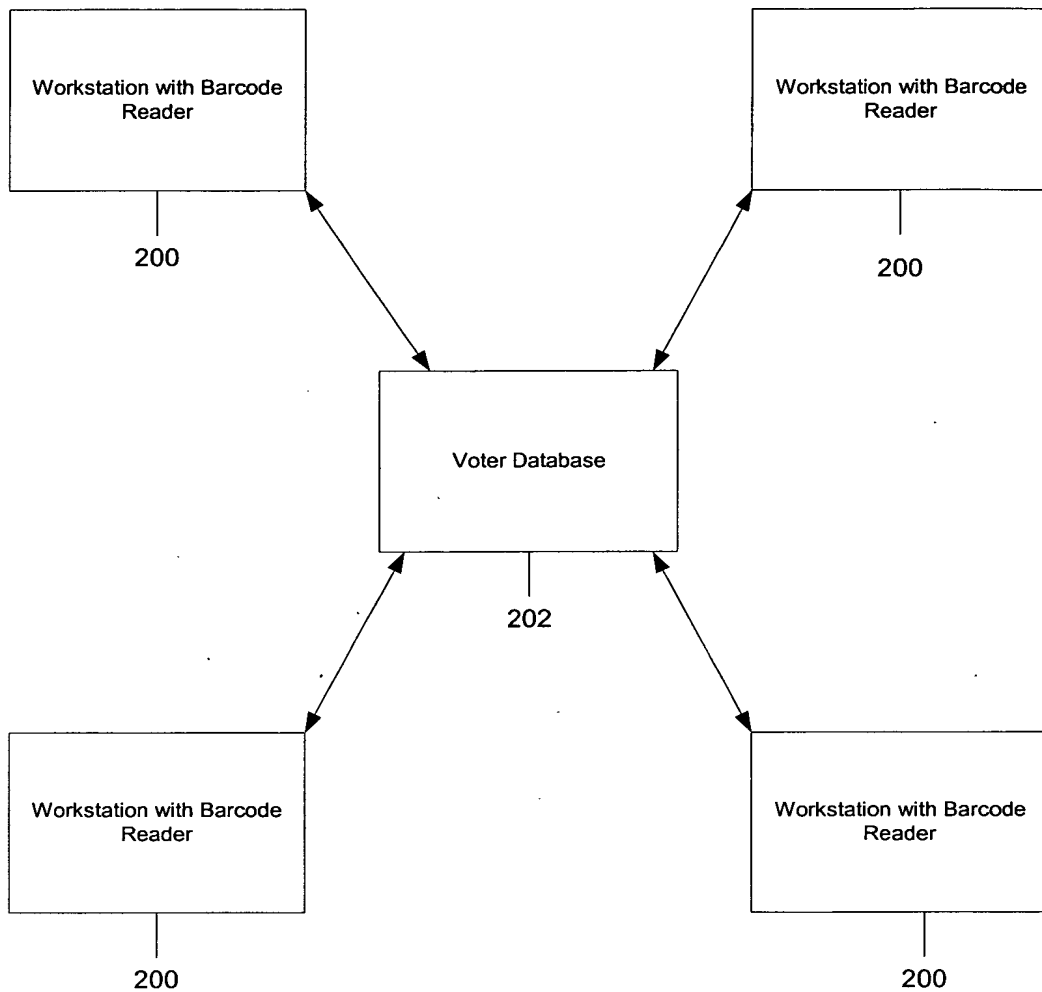 Workstation with Barcode
Reader
200
Workstation with Barcode
Reader
200
Voter Database
202
Workstation with Barcode
Reader
200
Workstation with Barcode
Reader
200